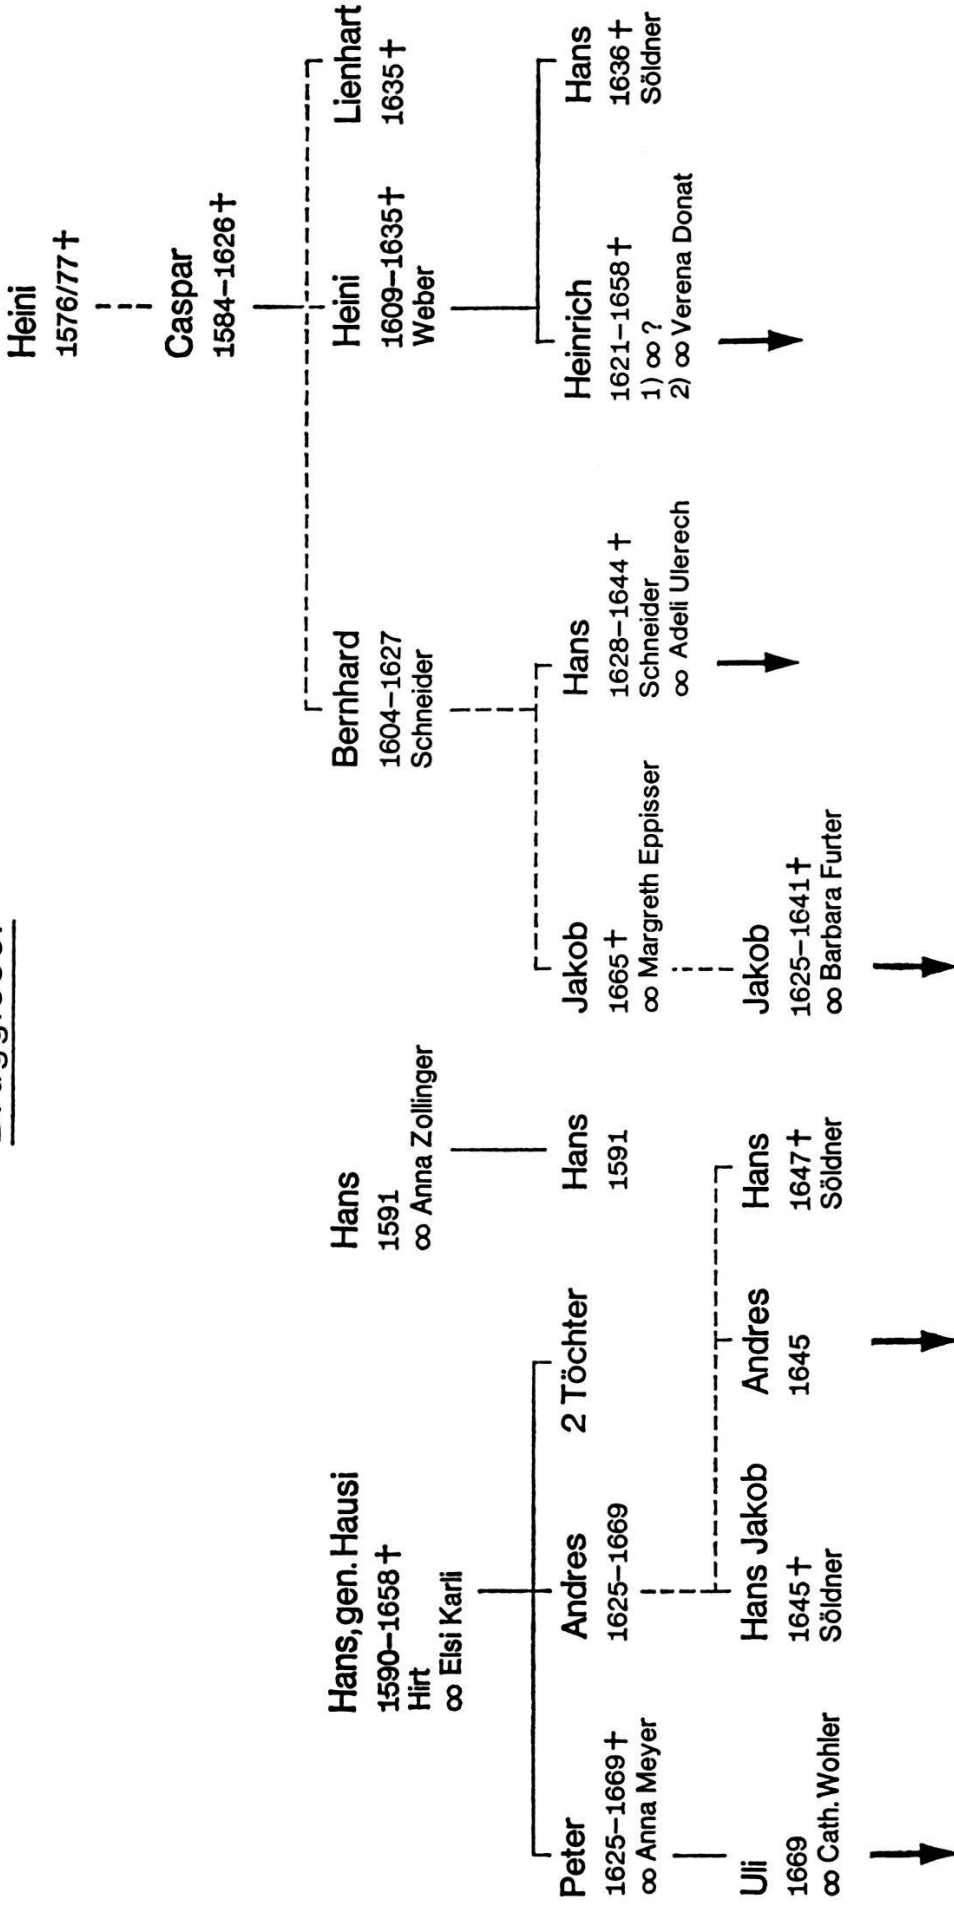 Heini
1576/77†
Caspar
1584–1626†
Hans, gen. Hausi
1590–1658†
Hirt
∞ Elsi Karli
Hans
1591
∞ Anna Zollinger
Bernhard
1604–1627
Schneider
Heini
1609–1635†
Weber
Lienhart
1635†
Peter
1625–1669†
∞ Anna Meyer
Andres
1625–1669
2 Töchter
Hans
1591
Jakob
1665†
∞ Margreth Eppisser
Hans
1628–1644†
Schneider
∞ Adeli Ulerech
Heinrich
1621–1658†
1) ∞ ?
2) ∞ Verena Donat
Hans
1636†
Söldner
Uli
1669
∞ Cath. Wohler
Hans Jakob
1645†
Söldner
Andres
1645
Hans
1647†
Söldner
Jakob
1625–1641†
∞ Barbara Furter